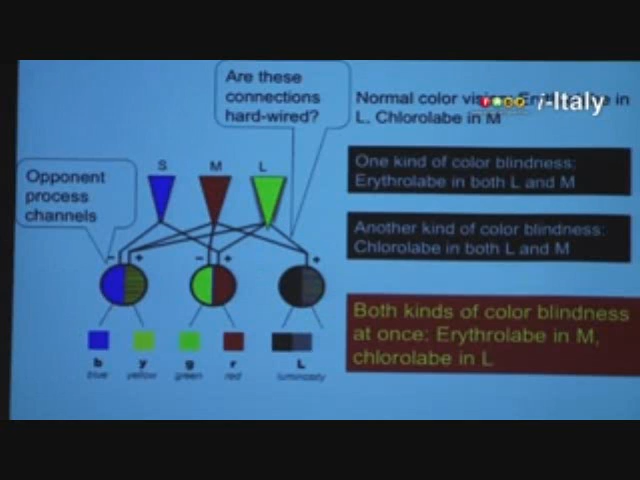 Are these
connections
hard-wired?
i-Italy
Normal color in
L, Chlorolabe in M
One kind of color blindness:
Erythrolabe in both L and M
Opponent
process
channels
S M L
Another kind of color blindness:
Chlorolabe in both L and M
- + - + +
Both kinds of color blindness
at once: Erythrolabe in M,
chlorolabe in L
b y g r L
blue yellow green red luminosity